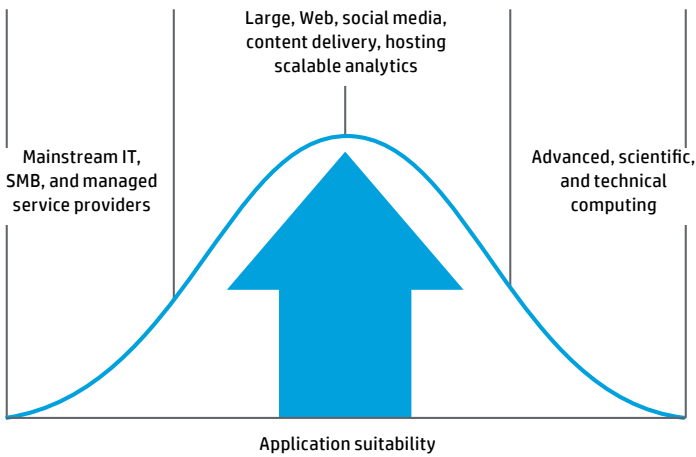 Large, Web, social media,
content delivery, hosting
scalable analytics
Mainstream IT,
SMB, and managed
service providers
Advanced, scientific,
and technical
computing
Application suitability